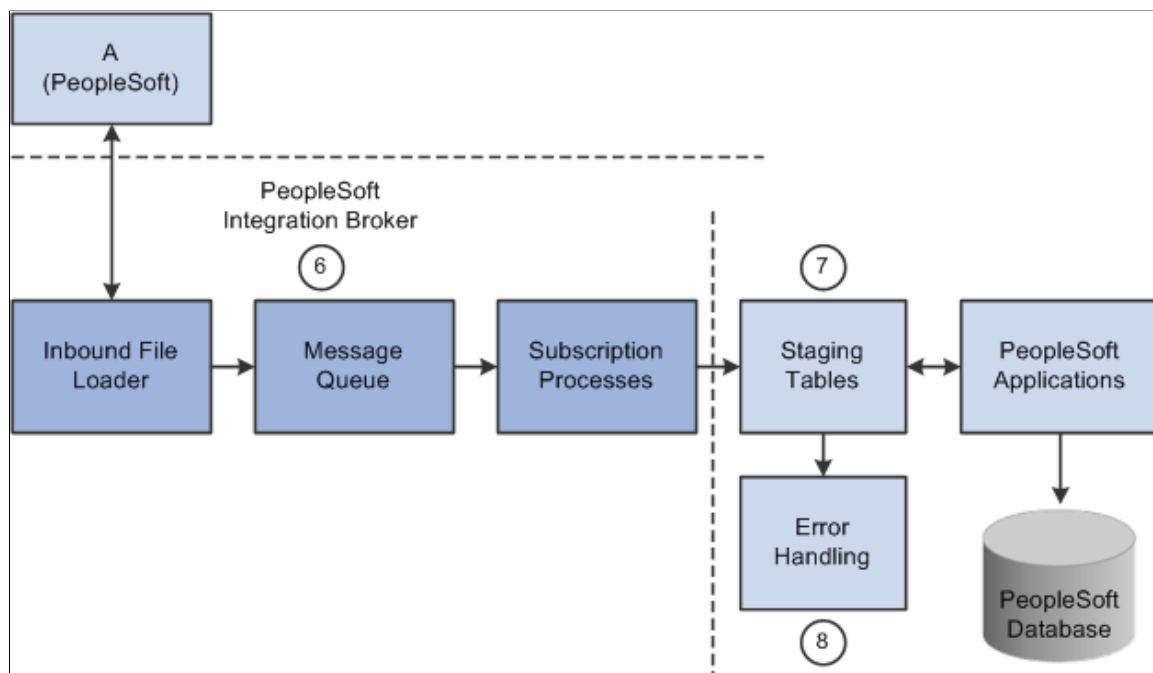 A
(PeopleSoft)
PeopleSoft
Integration Broker
6
7
Inbound File
Loader
Message
Queue
Subscription
Processes
Staging
Tables
PeopleSoft
Applications
Error
Handling
8
PeopleSoft
Database